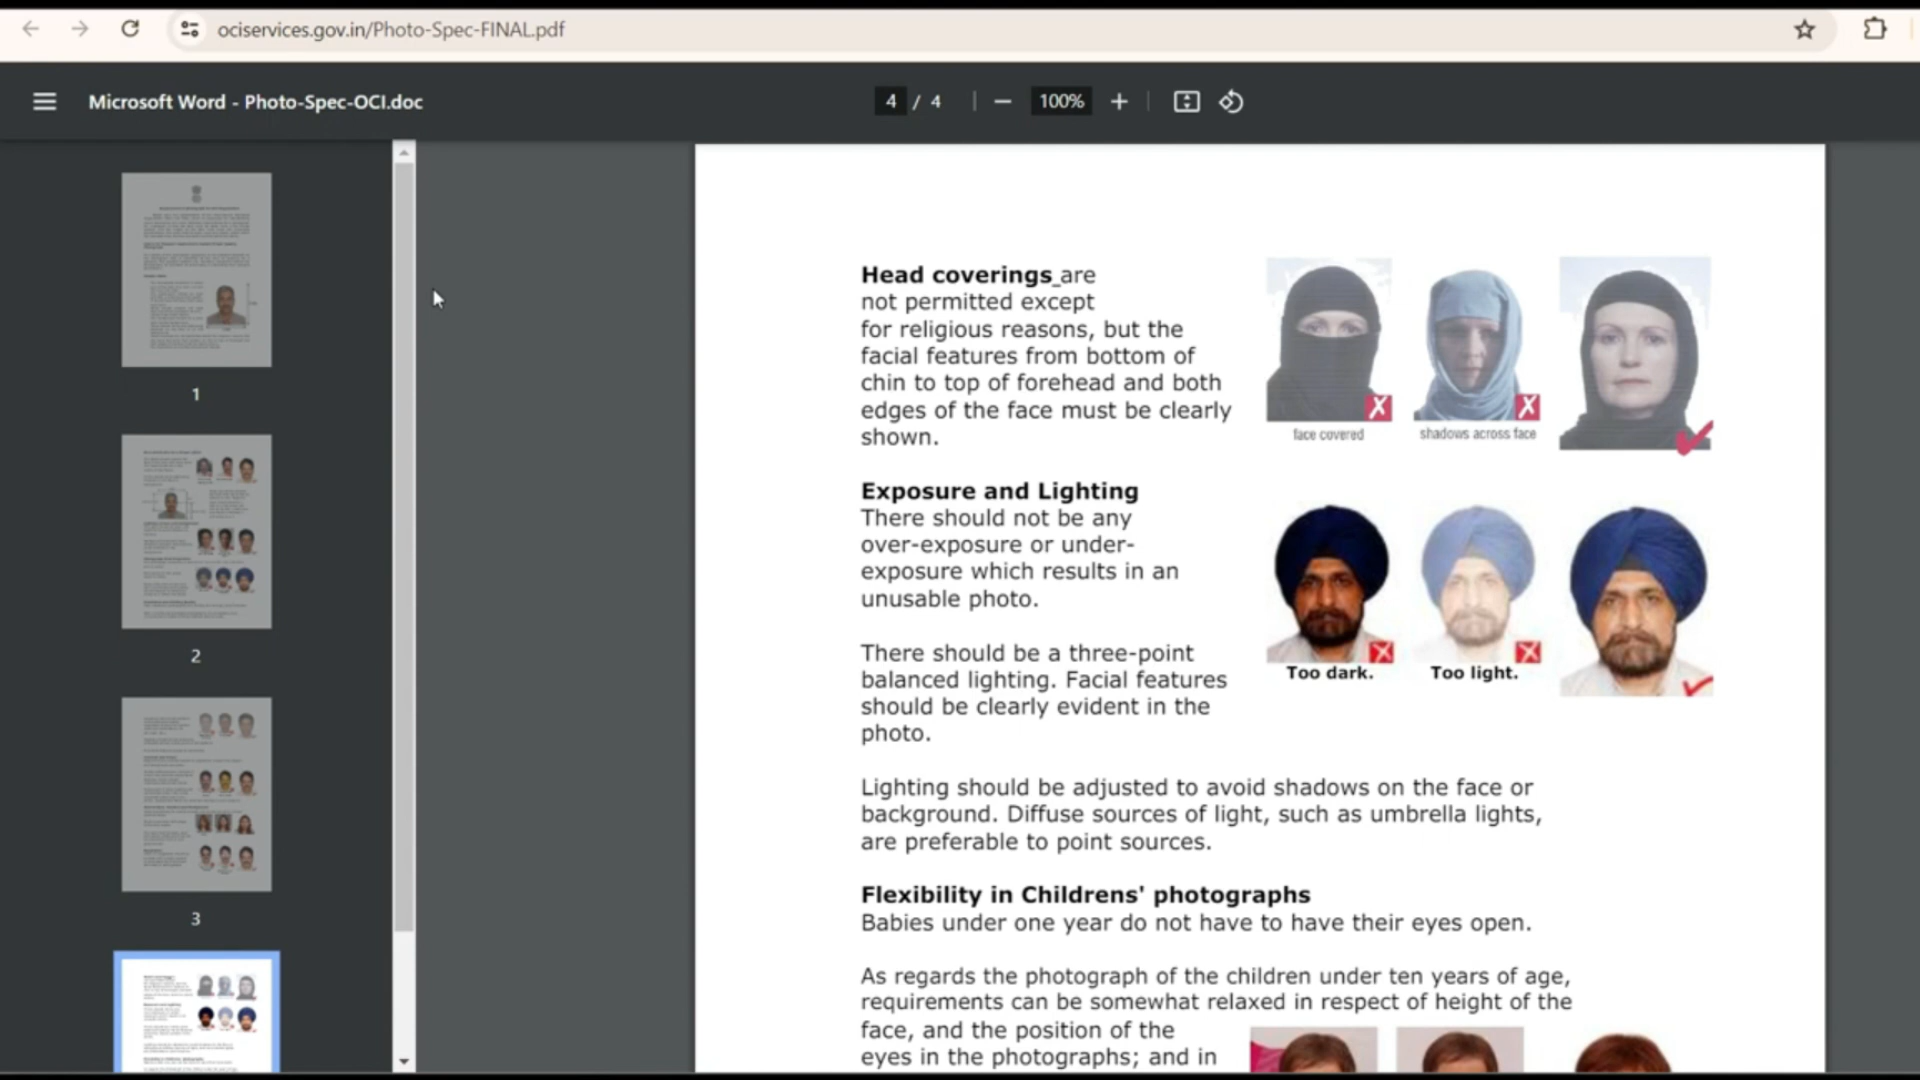 ociservices.gov.in/Photo-Spec-FINAL.pdf
Microsoft Word - Photo-Spec-OCI.doc
4 / 4
100%
1
2
3
Head coverings are
not permitted except
for religious reasons, but the
facial features from bottom of
chin to top of forehead and both
edges of the face must be clearly
shown.
face covered
shadows across face
Exposure and Lighting
There should not be any
over-exposure or under-
exposure which results in an
unusable photo.
Too dark.
Too light.
There should be a three-point
balanced lighting. Facial features
should be clearly evident in the
photo.
Lighting should be adjusted to avoid shadows on the face or
background. Diffuse sources of light, such as umbrella lights,
are preferable to point sources.
Flexibility in Childrens' photographs
Babies under one year do not have to have their eyes open.
As regards the photograph of the children under ten years of age,
requirements can be somewhat relaxed in respect of height of the
face, and the position of the
eyes in the photographs; and in